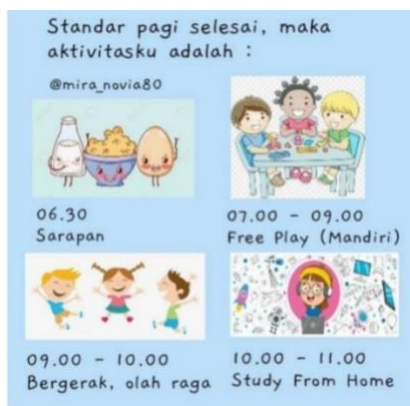 Standar pagi selesai, maka
aktivitasku adalah :
@mira_novia80
06.30
Sarapan
07.00 - 09.00
Free Play (Mandiri)
09.00 - 10.00
Bergerak, olah raga
10.00 - 11.00
Study From Home